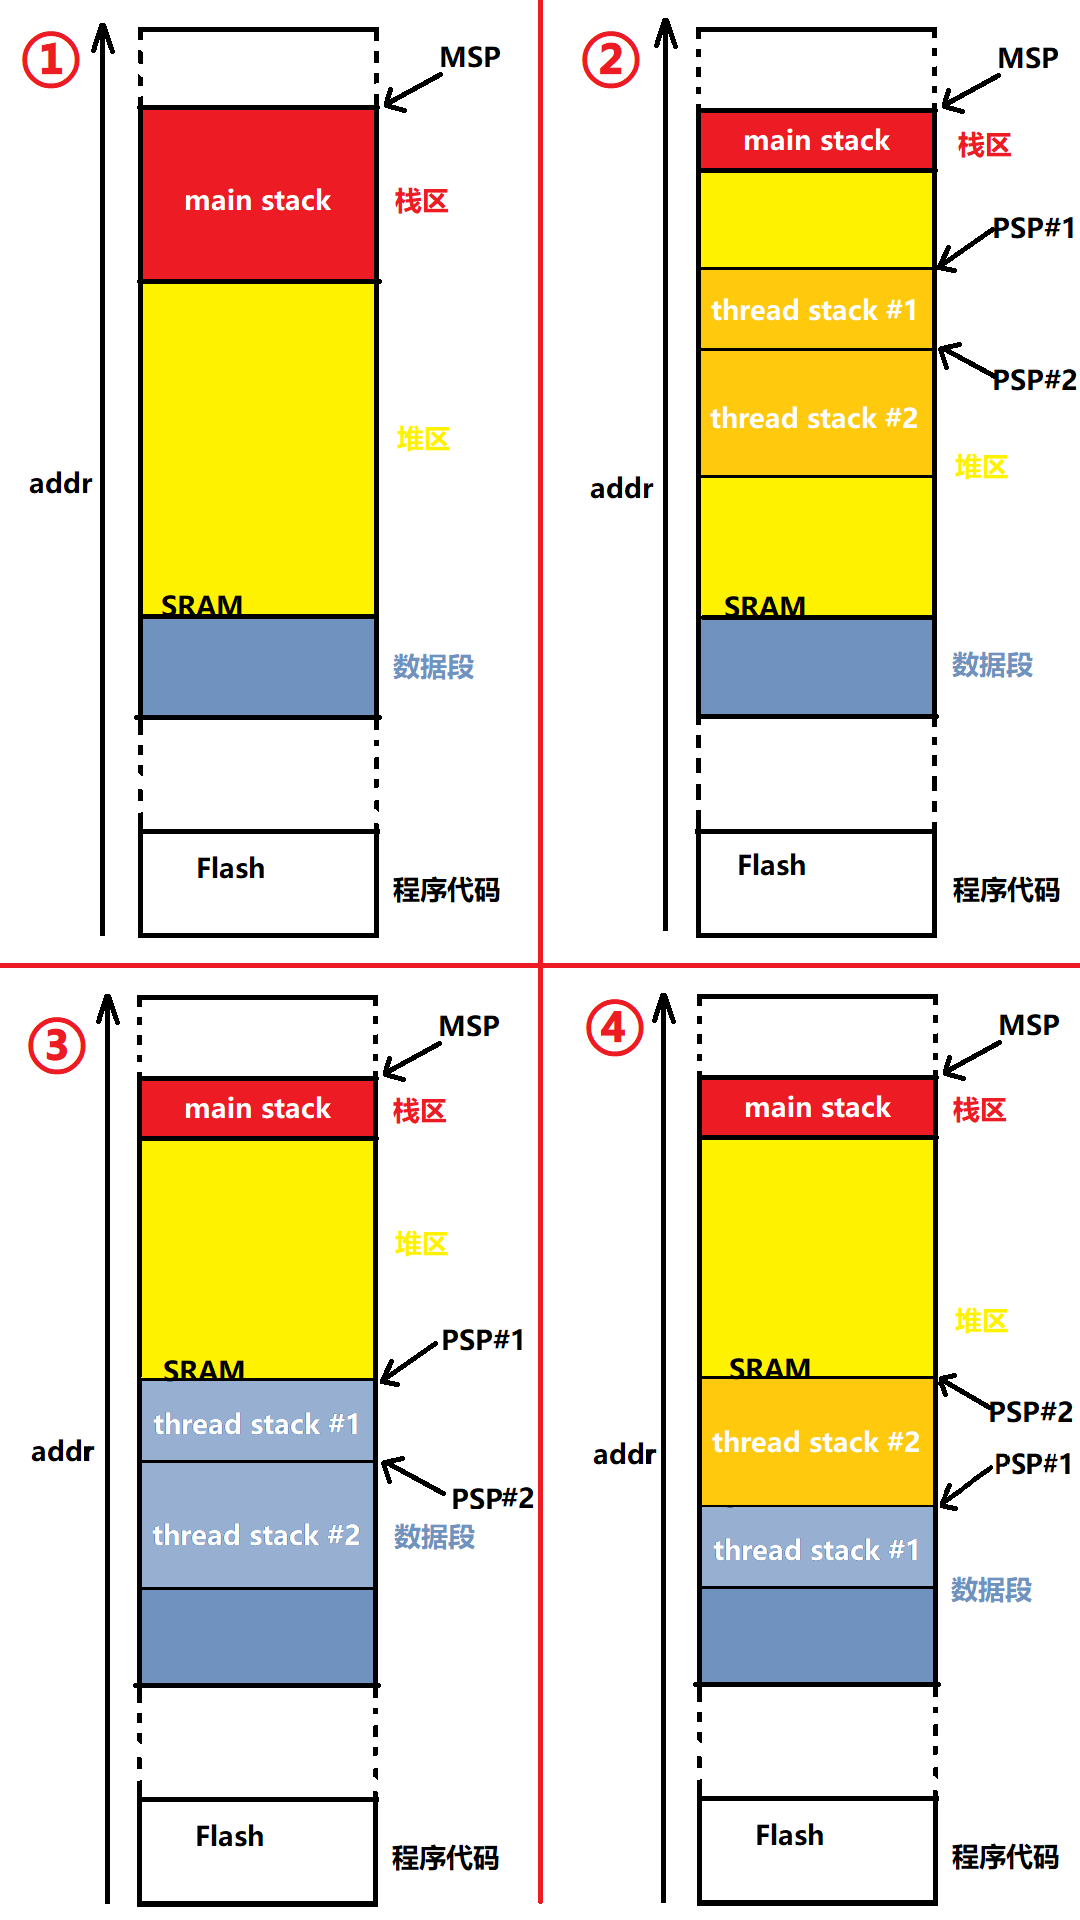 ①
MSP
main stack
栈区
堆区
addr
SRAM
数据段
Flash
程序代码
②
MSP
main stack
栈区
PSP#1
thread stack #1
PSP#2
thread stack #2
堆区
addr
SRAM
数据段
Flash
程序代码
③
MSP
main stack
栈区
堆区
PSP#1
SRAM
thread stack #1
addr
PSP#2
thread stack #2
数据段
Flash
程序代码
④
MSP
main stack
栈区
堆区
SRAM
PSP#2
thread stack #2
addr
PSP#1
thread stack #1
数据段
Flash
程序代码